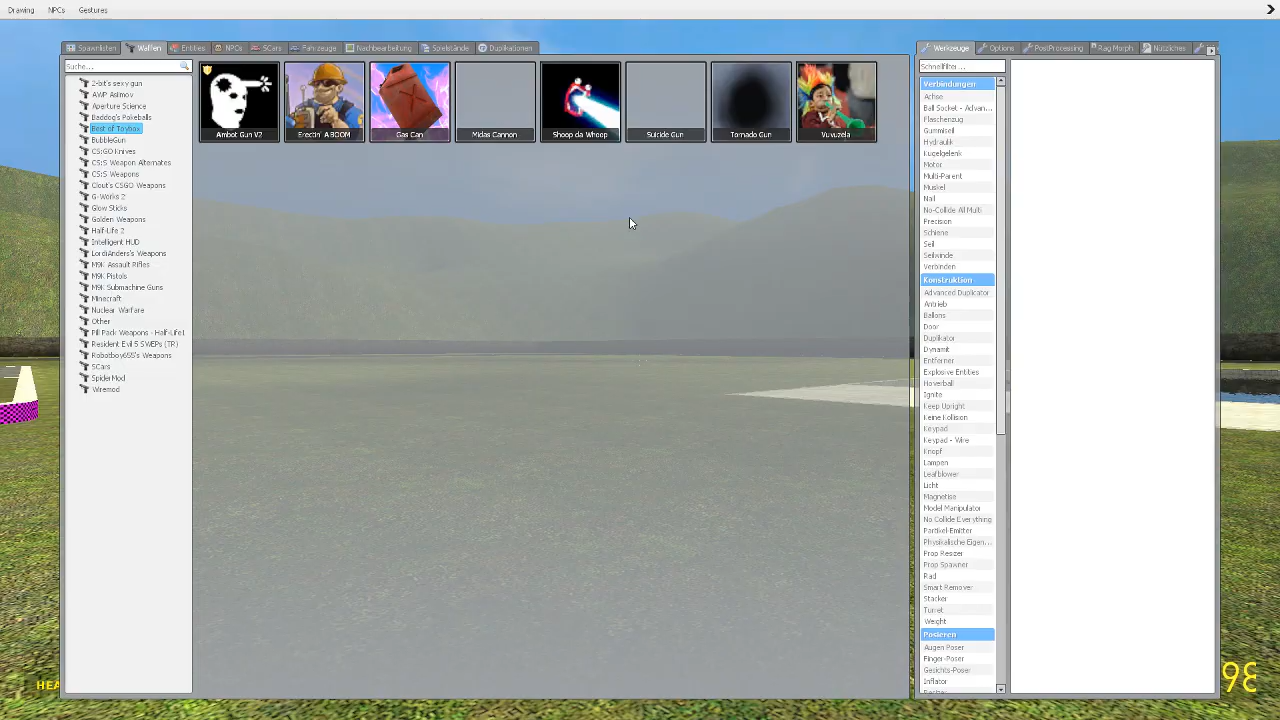 Drawing NPCs Gestures
Spawnlisten Waffen Entities NPCs SCars Fahrzeuge Nachbearbeitung Spielstände Duplikationen
Suche...
2-bit's sexy gun
AWP Asimov
Aperture Science
Baddog's Pokeballs
Best of Toybox
BubbleGun
CS:GO Knives
CS:S Weapon Alternates
CS:S Weapons
Clout's CSGO Weapons
G-Works 2
Glow Sticks
Golden Weapons
Half-Life 2
Intelligent HUD
LordiAnders's Weapons
M9K Assault Rifles
M9K Pistols
M9K Submachine Guns
Minecraft
Nuclear Warfare
Other
Pill Pack Weapons - Half-Life
Resident Evil 5 SWEPs (TR)
Robotboy655's Weapons
SCars
SpiderMod
Wiremod
Ambot Gun V2
Erectin' A BOOM
Gas Can
Midas Cannon
Shoop da Whoop
Suicide Gun
Tornado Gun
Vuvuzela
Werkzeuge Options PostProcessing Rag Morph Nützliches
Schnellfilter...
Verbindungen
Achse
Ball Socket - Advan...
Flaschenzug
Gummiseil
Hydraulik
Kugelgelenk
Motor
Multi-Parent
Muskel
Nail
No-Collide All Multi
Precision
Schiene
Seil
Seilwinde
Verbinden
Konstruktion
Advanced Duplicator
Antrieb
Ballons
Door
Duplikator
Dynamit
Entferner
Explosive Entities
Hoverball
Ignite
Keep Upright
Keine Kollision
Keypad
Keypad - Wire
Knopf
Lampen
Leafblower
Licht
Magnetise
Model Manipulator
No Collide Everything
Partikel-Emitter
Physikalische Eigen...
Prop Resizer
Prop Spawner
Rad
Smart Remover
Stacker
Turret
Weight
Posieren
Augen Poser
Finger-Poser
Gesichts-Poser
Inflator
HEA